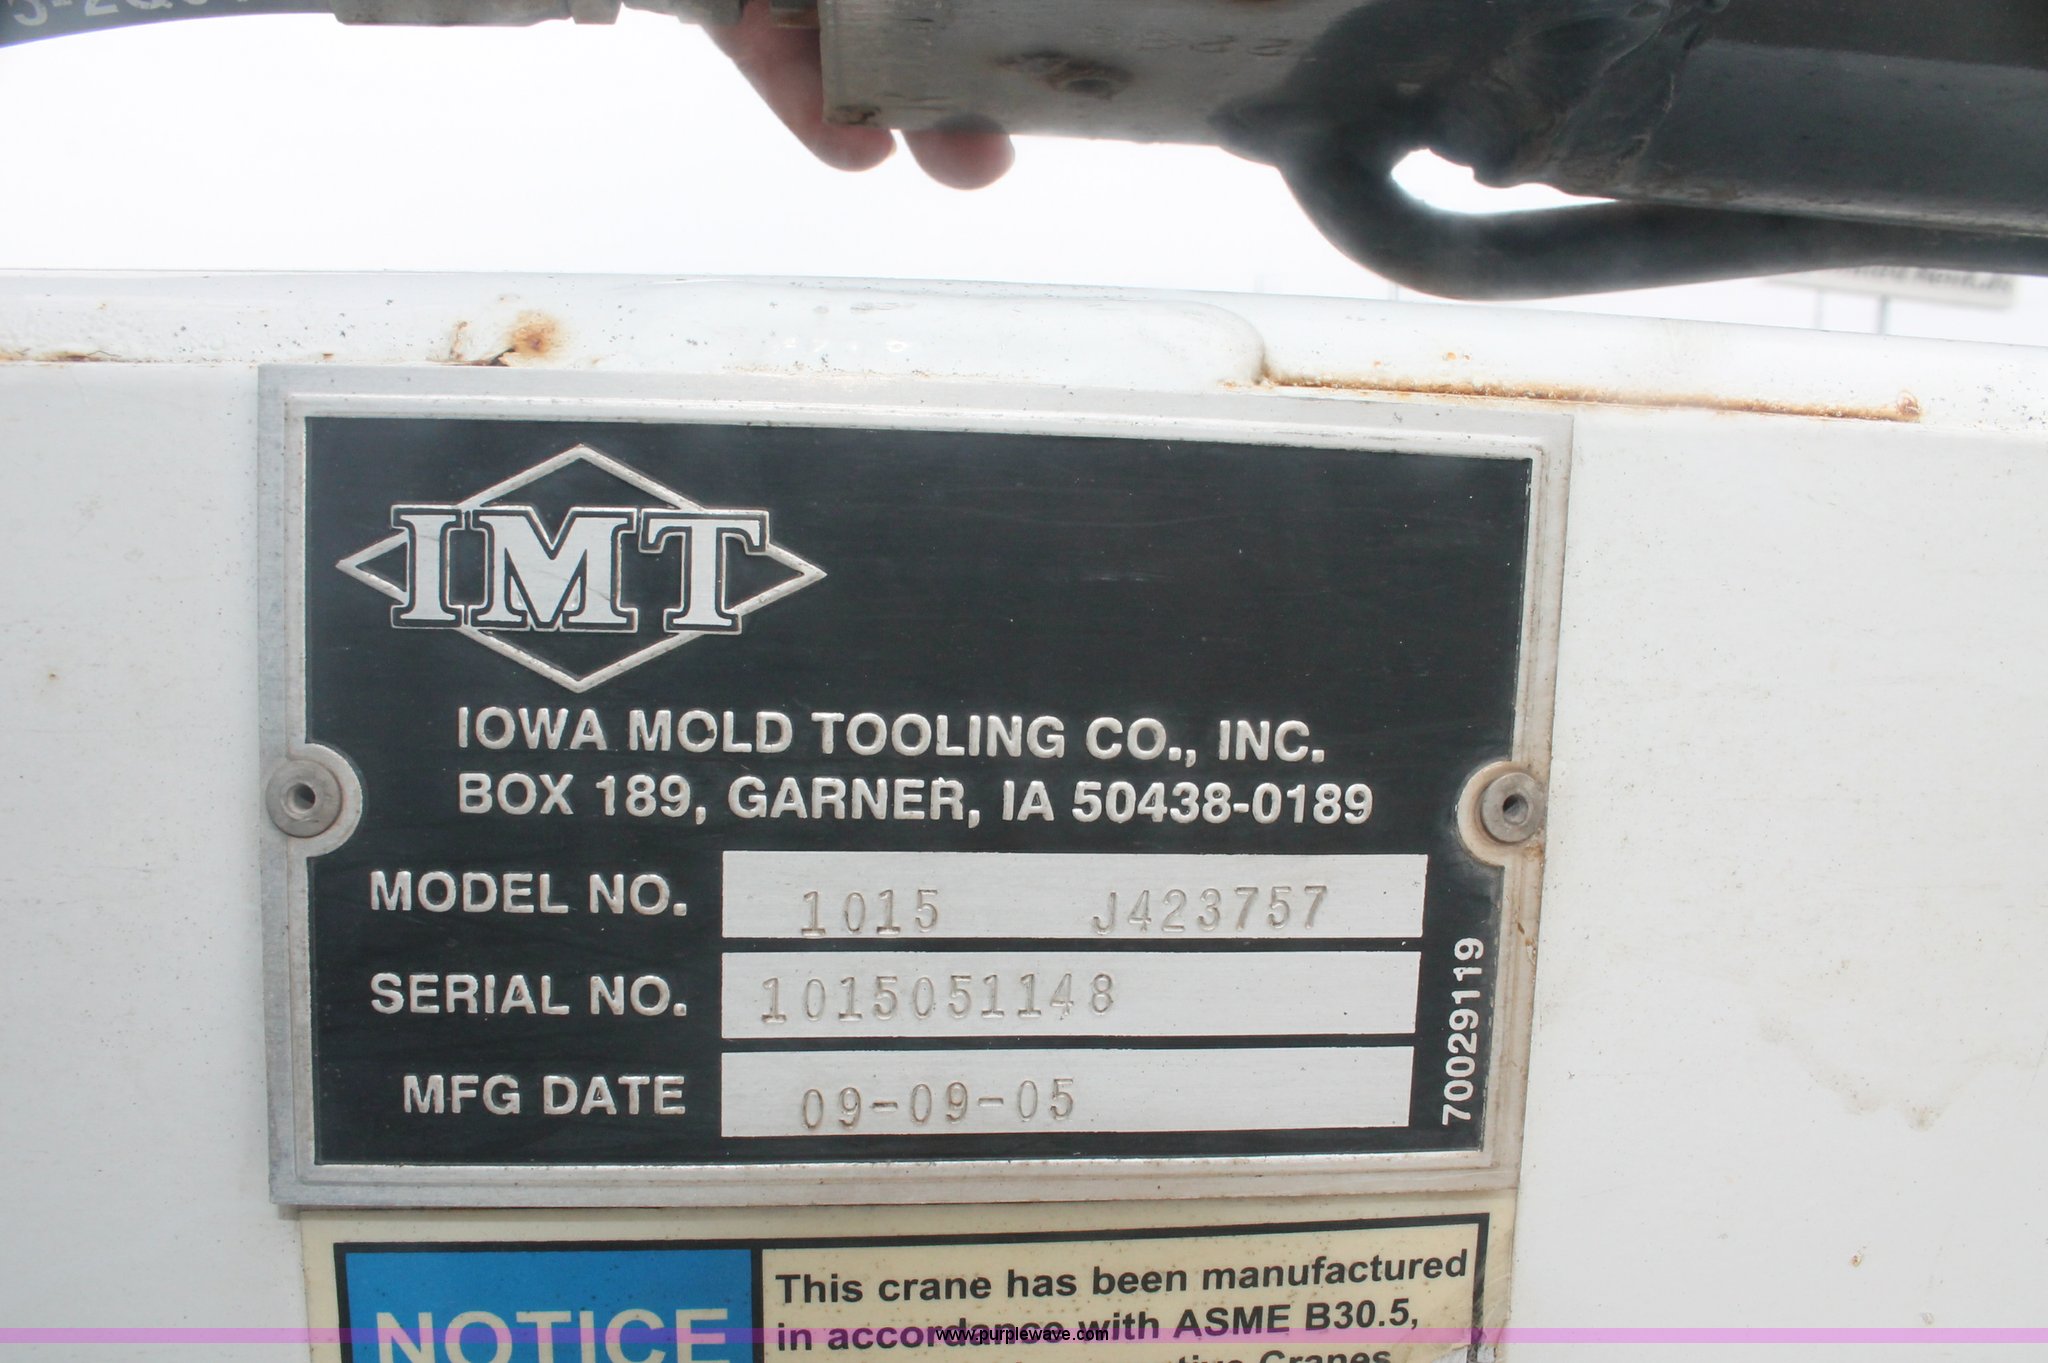 IMT
IOWA MOLD TOOLING CO., INC.
BOX 189, GARNER, IA 50438-0189
MODEL NO. 1015 J423757
SERIAL NO. 1015051148
MFG DATE 09-09-05
700291119
NOTICE
This crane has been manufactured
in accordance with ASME B30.5,
Cranes
www.purplewave.com